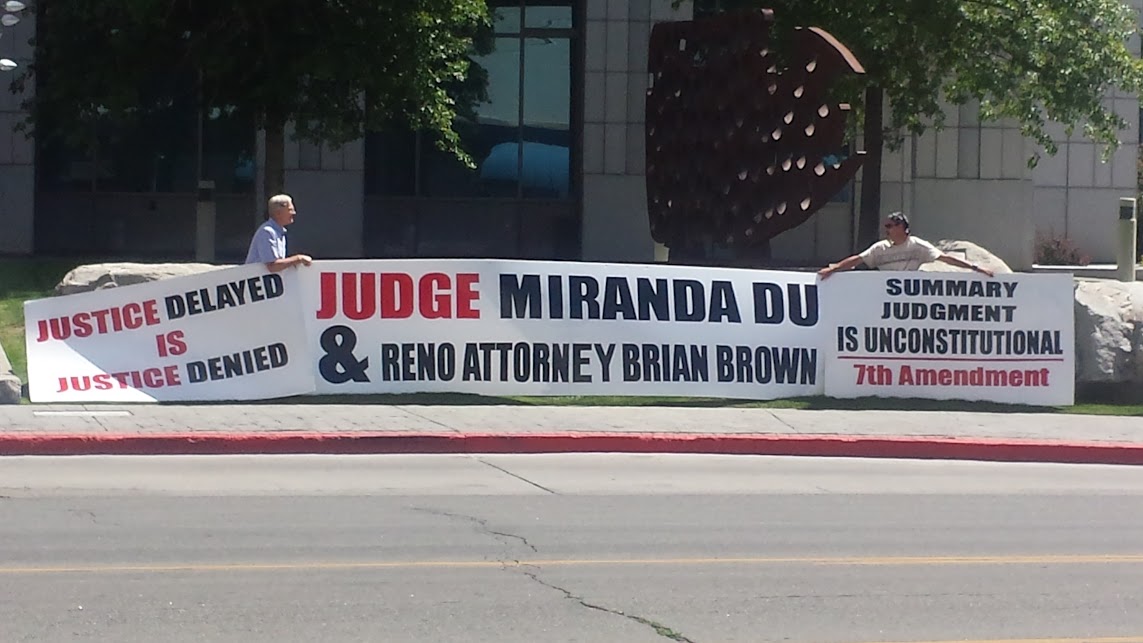 JUSTICE DELAYED
IS
JUSTICE DENIED
JUDGE MIRANDA DU
& RENO ATTORNEY BRIAN BROWN
SUMMARY
JUDGMENT
IS UNCONSTITUTIONAL
7th Amendment